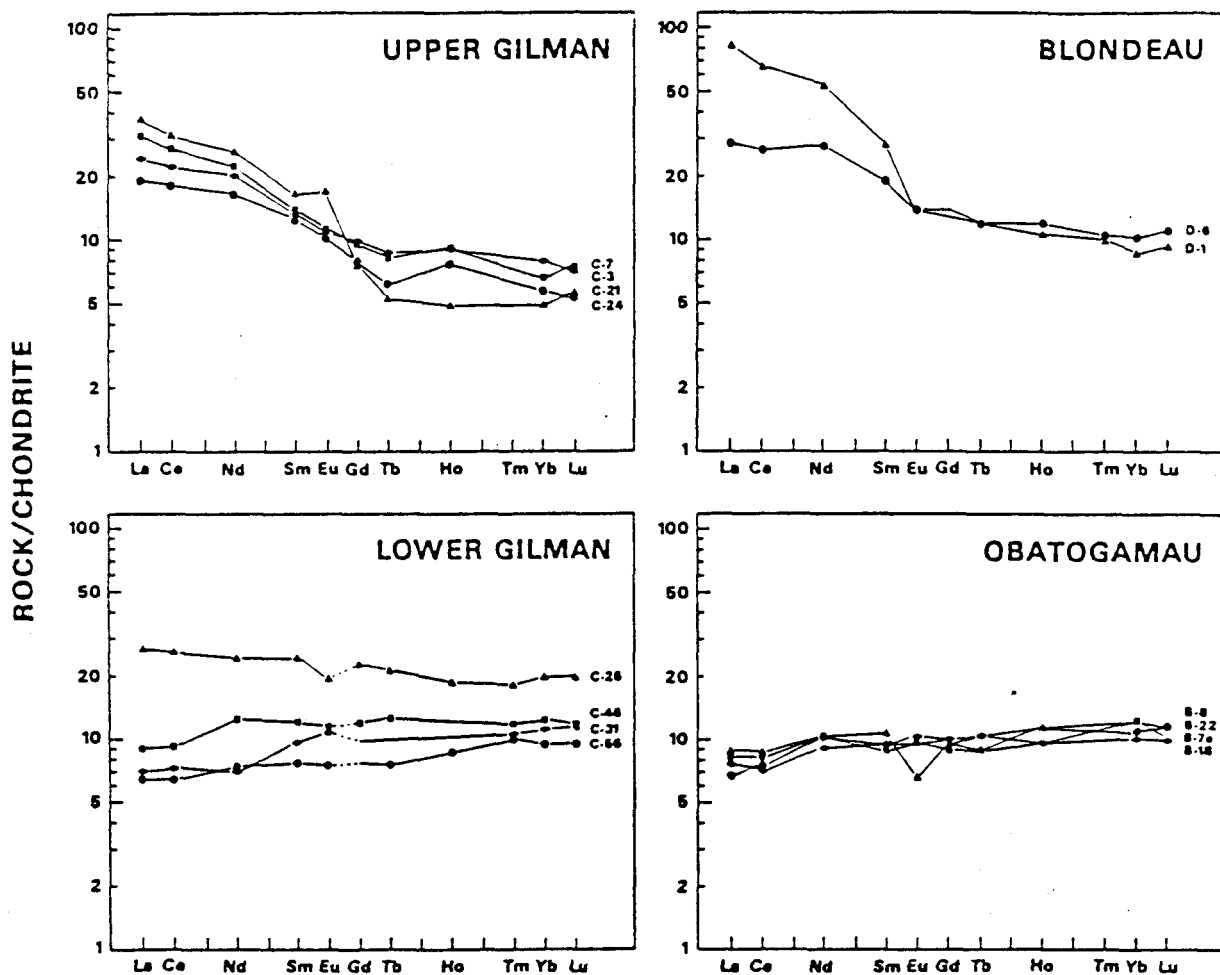 ROCK/CHONDRITE
UPPER GILMAN
100
50
20
10
5
2
1
C-7
C-3
C-21
C-24
La Ce Nd Sm Eu Gd Tb Ho Tm Yb Lu
BLONDEAU
100
50
20
10
5
2
1
D-6
D-1
La Ce Nd Sm Eu Gd Tb Ho Tm Yb Lu
LOWER GILMAN
100
50
20
10
5
2
1
C-26
C-46
C-31
C-56
La Ce Nd Sm Eu Gd Tb Ho Tm Yb Lu
OBATOGAMAU
100
50
20
10
5
2
1
B-22
B-18
La Ce Nd Sm Eu Gd Tb Ho Tm Yb Lu